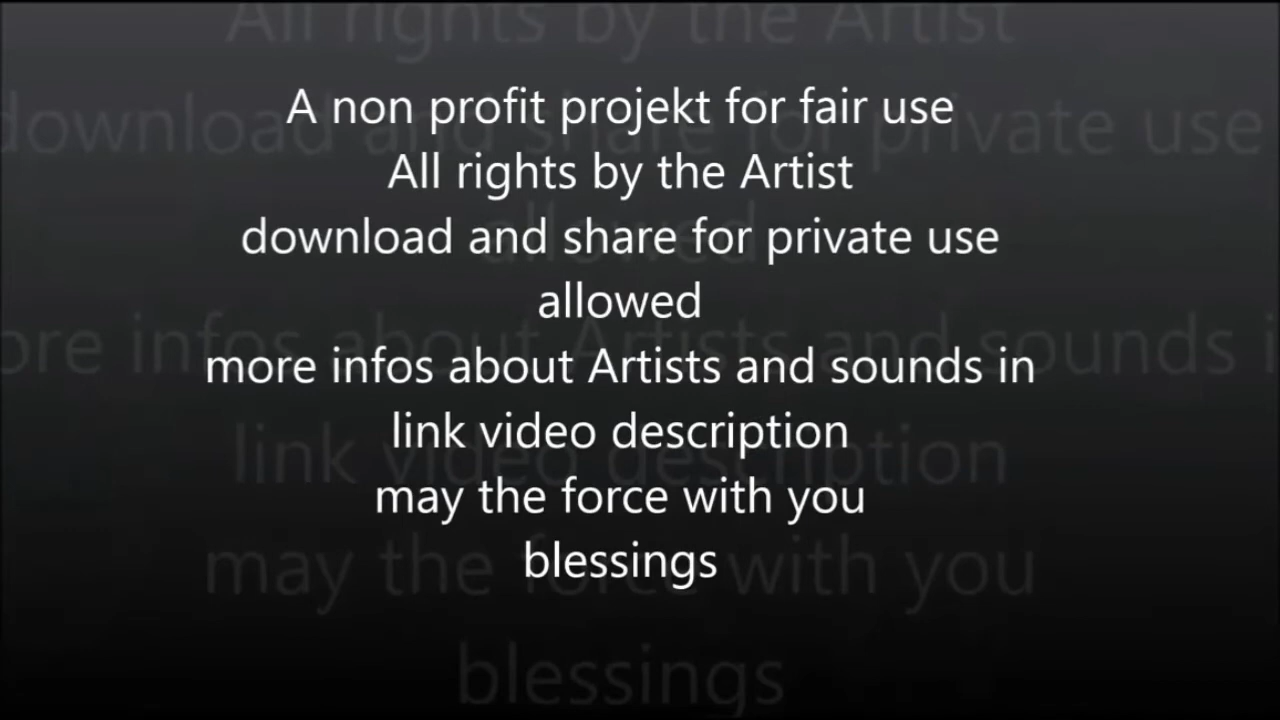 A non profit projekt for fair use
All rights by the Artist
download and share for private use
allowed
more infos about Artists and sounds in
link video description
may the force with you
blessings